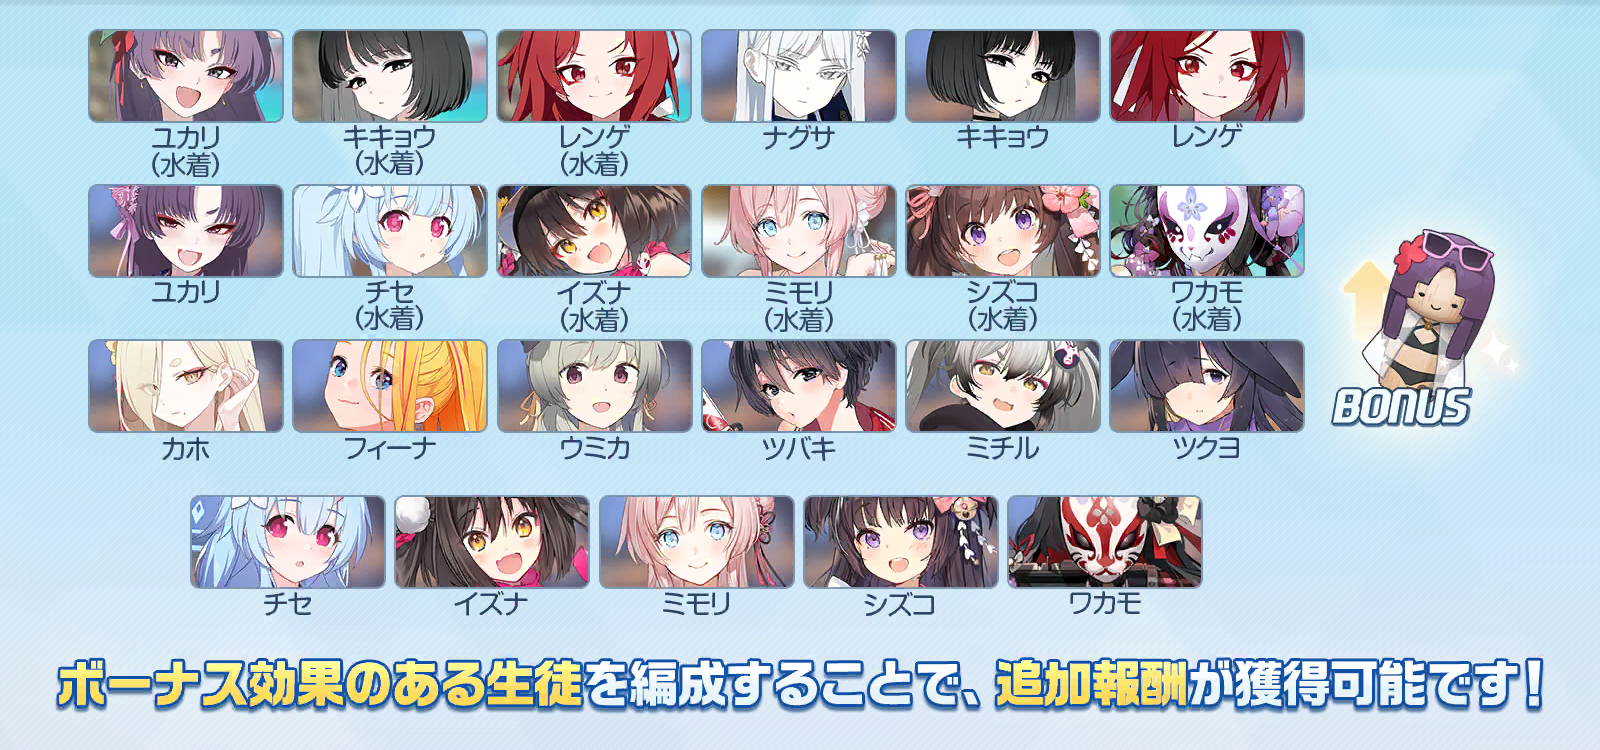 ユカリ
(水着)
キキョウ
(水着)
レンゲ
(水着)
ナグサ
キキョウ
レンゲ
ユカリ
チセ
(水着)
イズナ
(水着)
ミモリ
(水着)
シズコ
(水着)
ワカモ
(水着)
カホ
フィーナ
ウミカ
ツバキ
ミチル
ツクヨ
BONUS
チセ
イズナ
ミモリ
シズコ
ワカモ
ボーナス効果のある生徒を編成することで、追加報酬が獲得可能です!